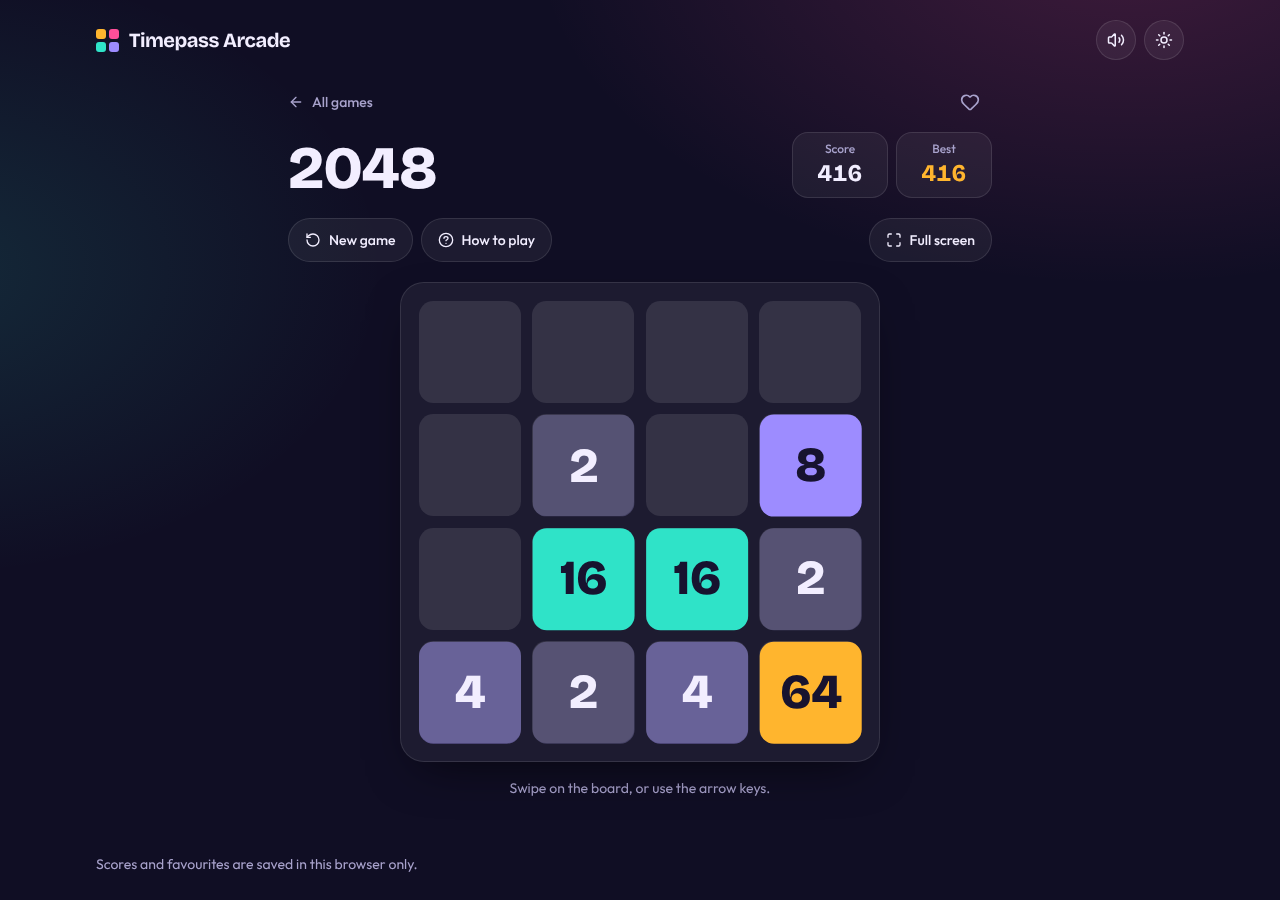 Timepass Arcade
All games
2048
Score
416
Best
416
New game
How to play
Full screen
2 8
16 16 2
4 2 4 64
Swipe on the board, or use the arrow keys.
Scores and favourites are saved in this browser only.